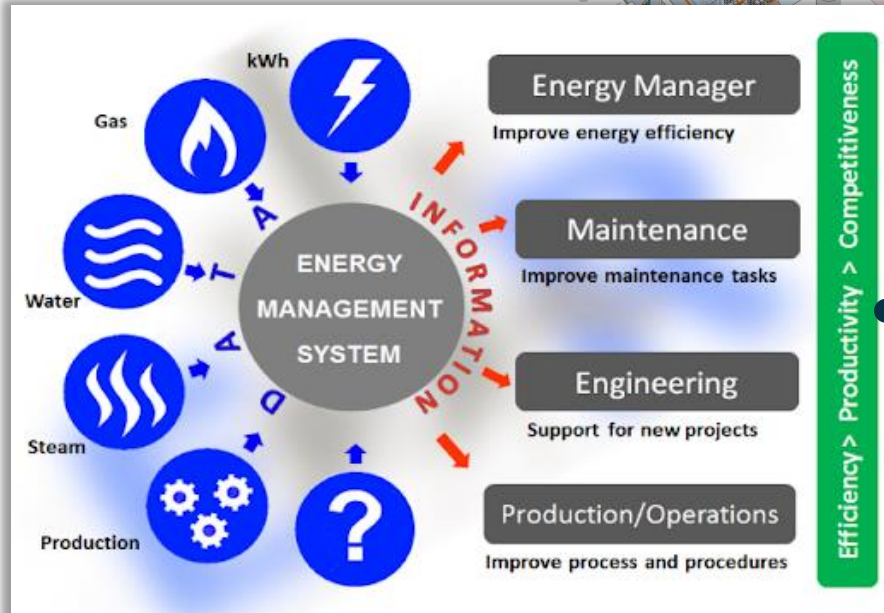 kWh
Gas
Water
Steam
Production
?
DATA
ENERGY
MANAGEMENT
SYSTEM
INFORMATION
Energy Manager
Improve energy efficiency
Maintenance
Improve maintenance tasks
Engineering
Support for new projects
Production/Operations
Improve process and procedures
Efficiency> Productivity > Competitiveness